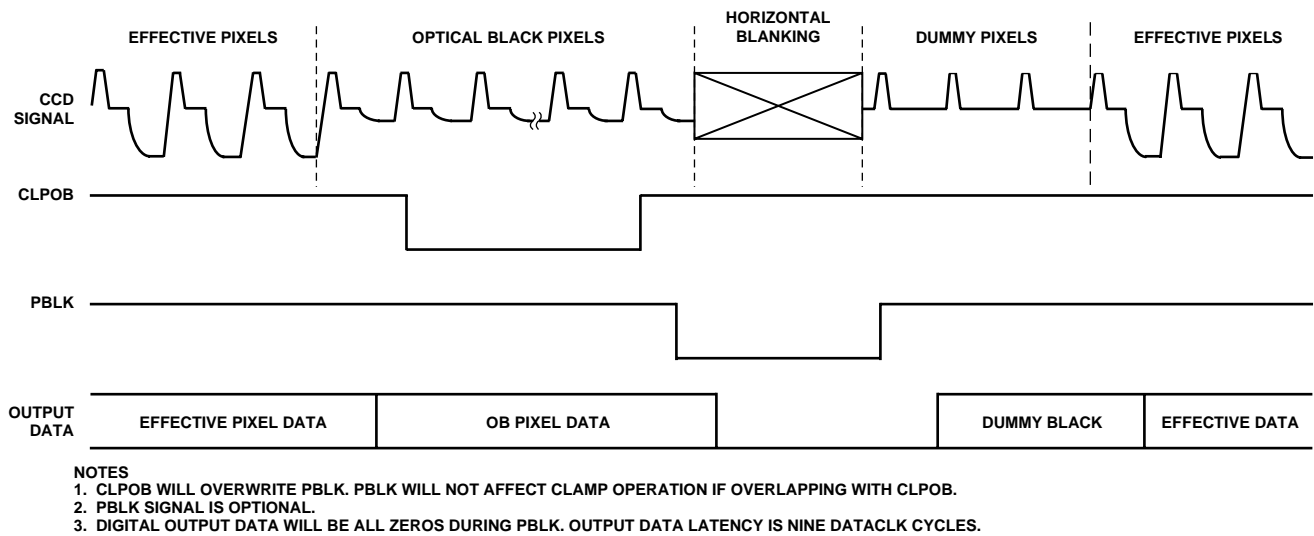 HORIZONTAL
BLANKING
EFFECTIVE PIXELS
OPTICAL BLACK PIXELS
DUMMY PIXELS
EFFECTIVE PIXELS
CCD
SIGNAL
CLPOB
PBLK
OUTPUT
DATA
EFFECTIVE PIXEL DATA
OB PIXEL DATA
DUMMY BLACK
EFFECTIVE DATA
NOTES
1. CLPOB WILL OVERWRITE PBLK. PBLK WILL NOT AFFECT CLAMP OPERATION IF OVERLAPPING WITH CLPOB.
2. PBLK SIGNAL IS OPTIONAL.
3. DIGITAL OUTPUT DATA WILL BE ALL ZEROS DURING PBLK. OUTPUT DATA LATENCY IS NINE DATACLK CYCLES.